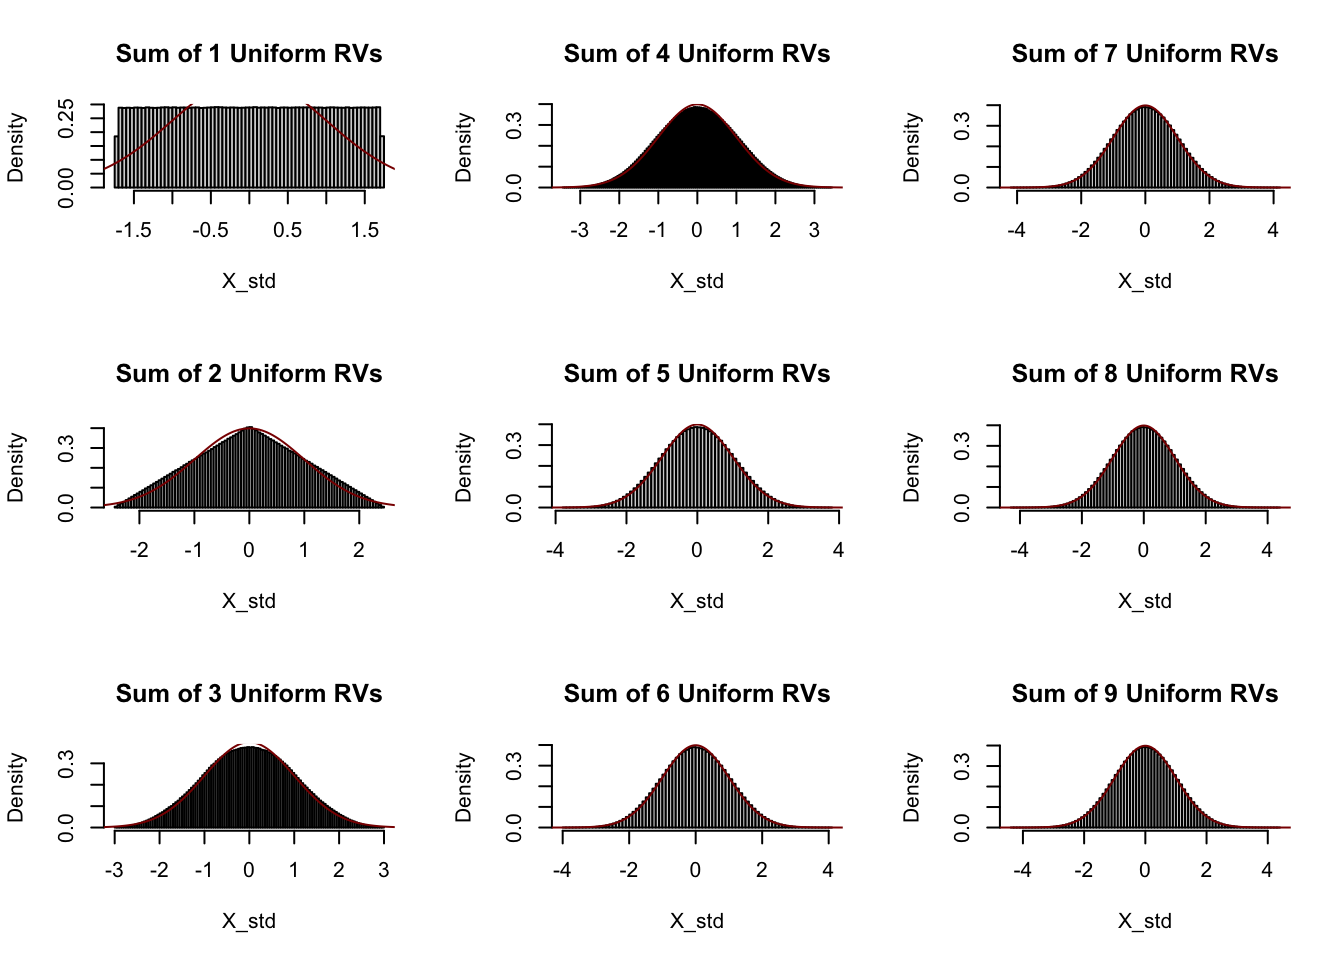 Sum of 1 Uniform RVs
Density
0.00 0.25
-1.5 -0.5 0.5 1.5
X_std
Sum of 4 Uniform RVs
Density
0.0 0.3
-3 -2 -1 0 1 2 3
X_std
Sum of 7 Uniform RVs
Density
0.0 0.3
-4 -2 0 2 4
X_std
Sum of 2 Uniform RVs
Density
0.0 0.3
-2 -1 0 1 2
X_std
Sum of 5 Uniform RVs
Density
0.0 0.3
-4 -2 0 2 4
X_std
Sum of 8 Uniform RVs
Density
0.0 0.3
-4 -2 0 2 4
X_std
Sum of 3 Uniform RVs
Density
0.0 0.3
-3 -2 -1 0 1 2 3
X_std
Sum of 6 Uniform RVs
Density
0.0 0.3
-4 -2 0 2 4
X_std
Sum of 9 Uniform RVs
Density
0.0 0.3
-4 -2 0 2 4
X_std